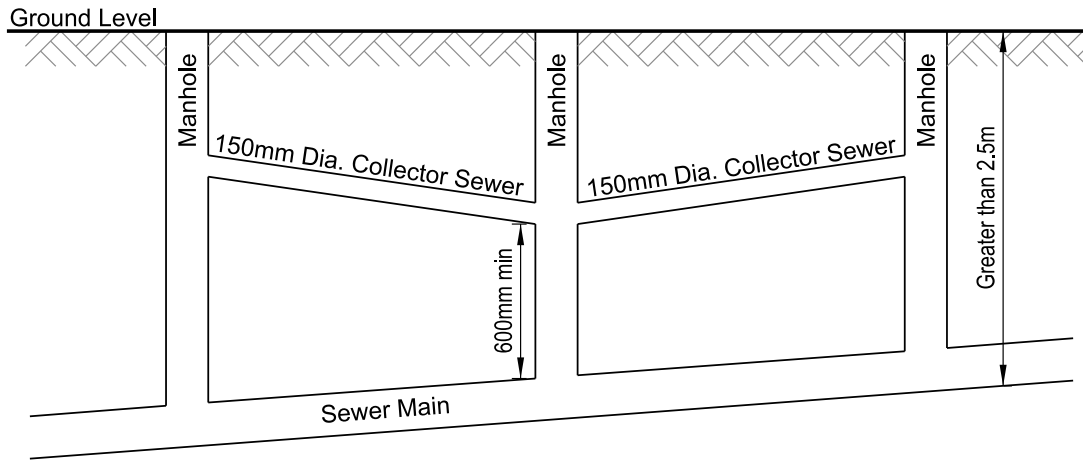 Ground Level
Manhole
Manhole
Manhole
150mm Dia. Collector Sewer
150mm Dia. Collector Sewer
Greater than 2.5m
600mm min
Sewer Main